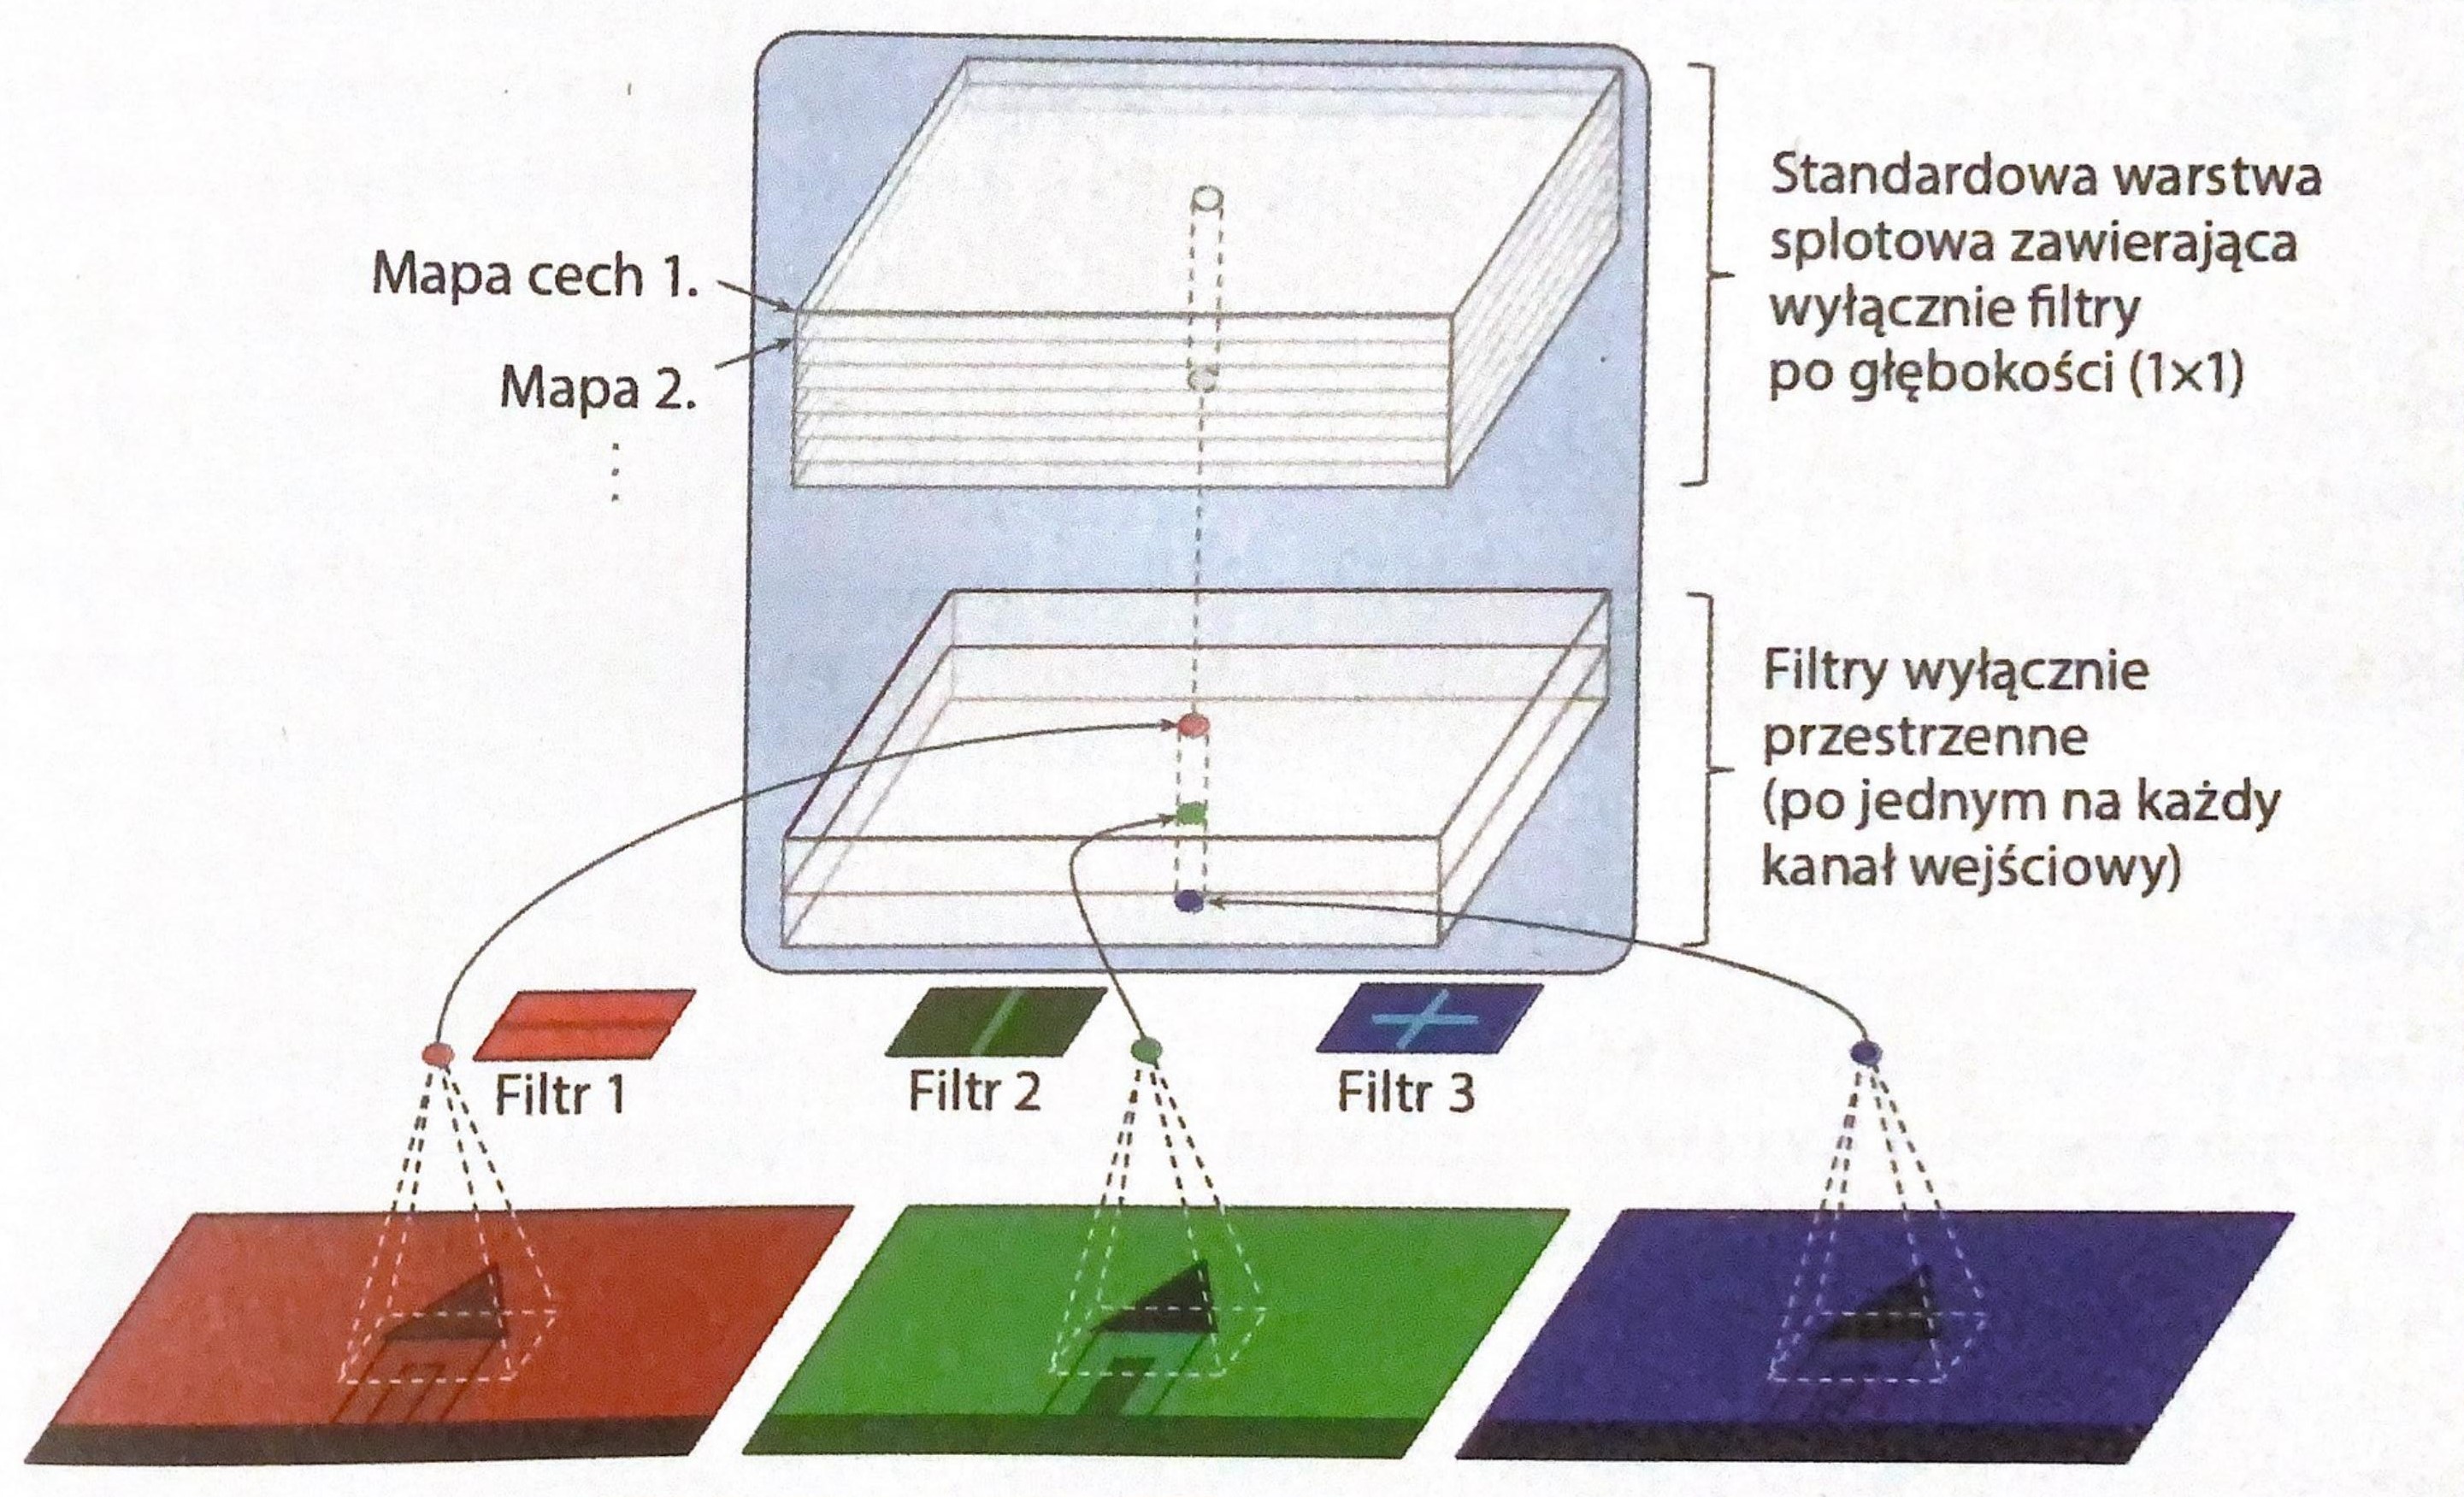 Standardowa warstwa
splotowa zawierająca
wyłącznie filtry
po głębokości (1×1)
Mapa cech 1.
Mapa 2.
⋮
Filtry wyłącznie
przestrzenne
(po jednym na każdy
kanał wejściowy)
Filtr 1
Filtr 2
Filtr 3